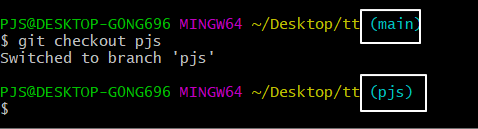 PJS@DESKTOP-GONG696 MINGW64 ~/Desktop/tt (main)
$ git checkout pjs
Switched to branch 'pjs'
PJS@DESKTOP-GONG696 MINGW64 ~/Desktop/tt (pjs)
$